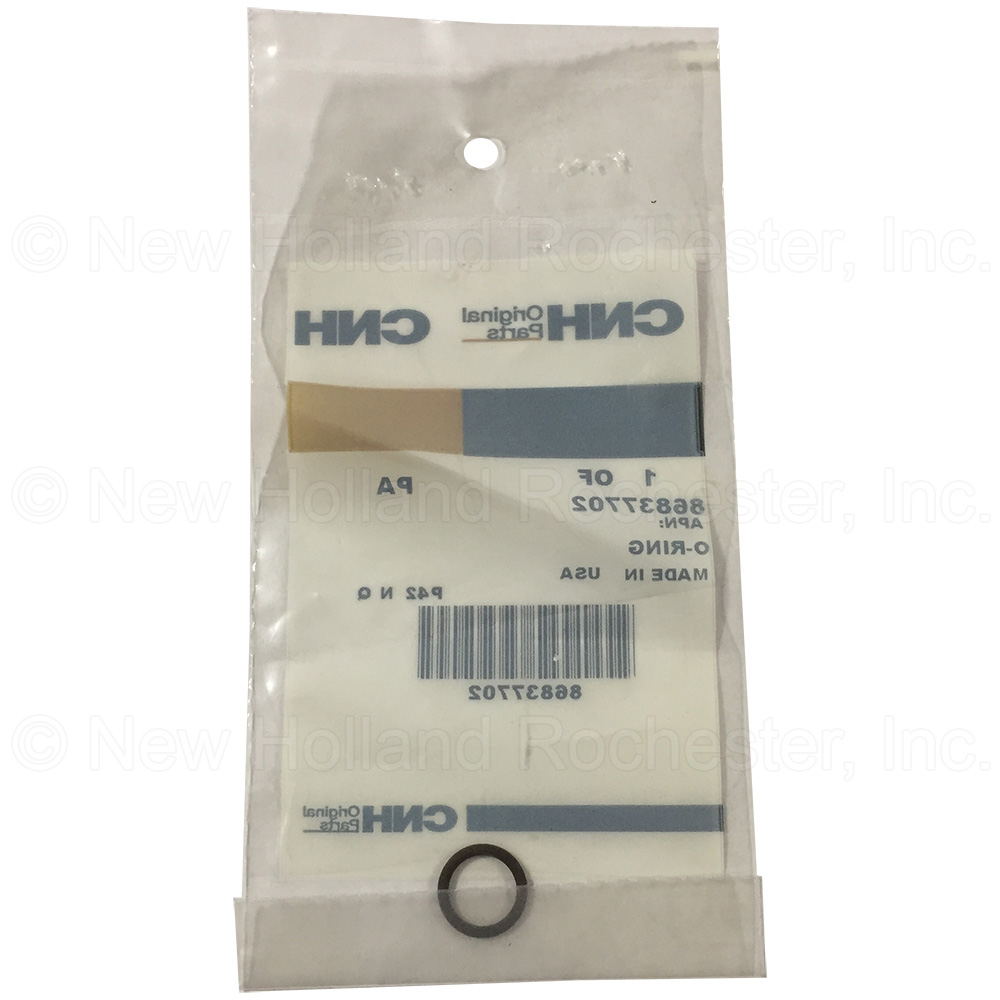 © New Holland Rochester, Inc.
CNH Original Parts CNH
1 OF PA
86837702
© New Holland Rochester, Inc.
APN:
O-RING
MADE IN USA
P42 N Q
86837702
© New Holland Rochester, Inc.
CNH Original Parts